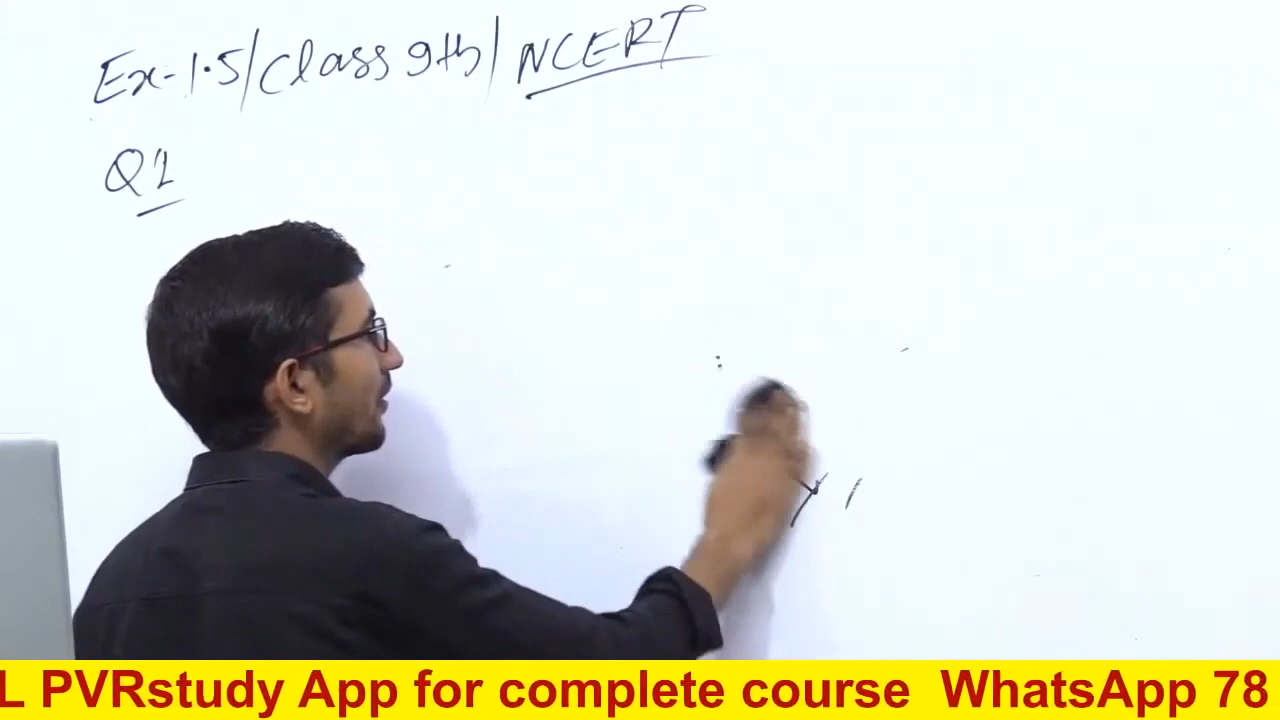 Ex-1.5/Class 9th/NCERT
Q1
L PVRstudy App for complete course WhatsApp 78